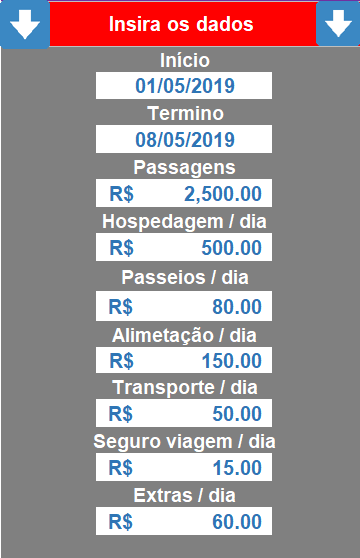 Insira os dados
Início
01/05/2019
Termino
08/05/2019
Passagens
R$ 2,500.00
Hospedagem / dia
R$ 500.00
Passeios / dia
R$ 80.00
Alimetação / dia
R$ 150.00
Transporte / dia
R$ 50.00
Seguro viagem / dia
R$ 15.00
Extras / dia
R$ 60.00